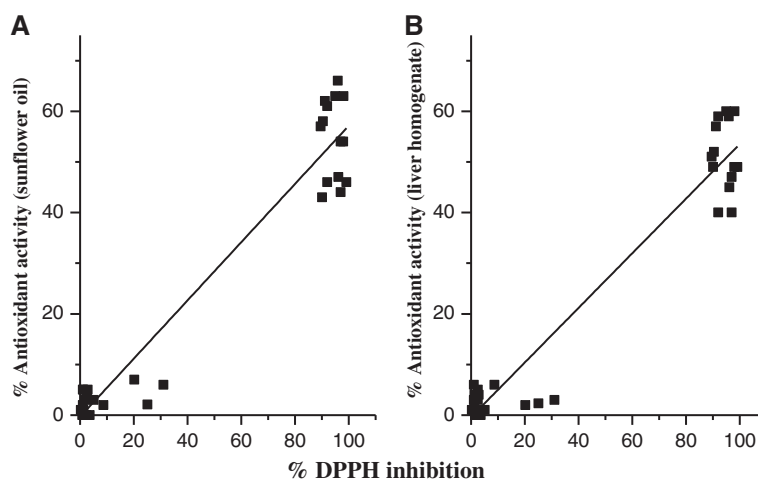 A
B
% Antioxidant activity (sunflower oil)
60
40
20
0
0 20 40 60 80 100
% Antioxidant activity (liver homogenate)
60
40
20
0
0 20 40 60 80 100
% DPPH inhibition